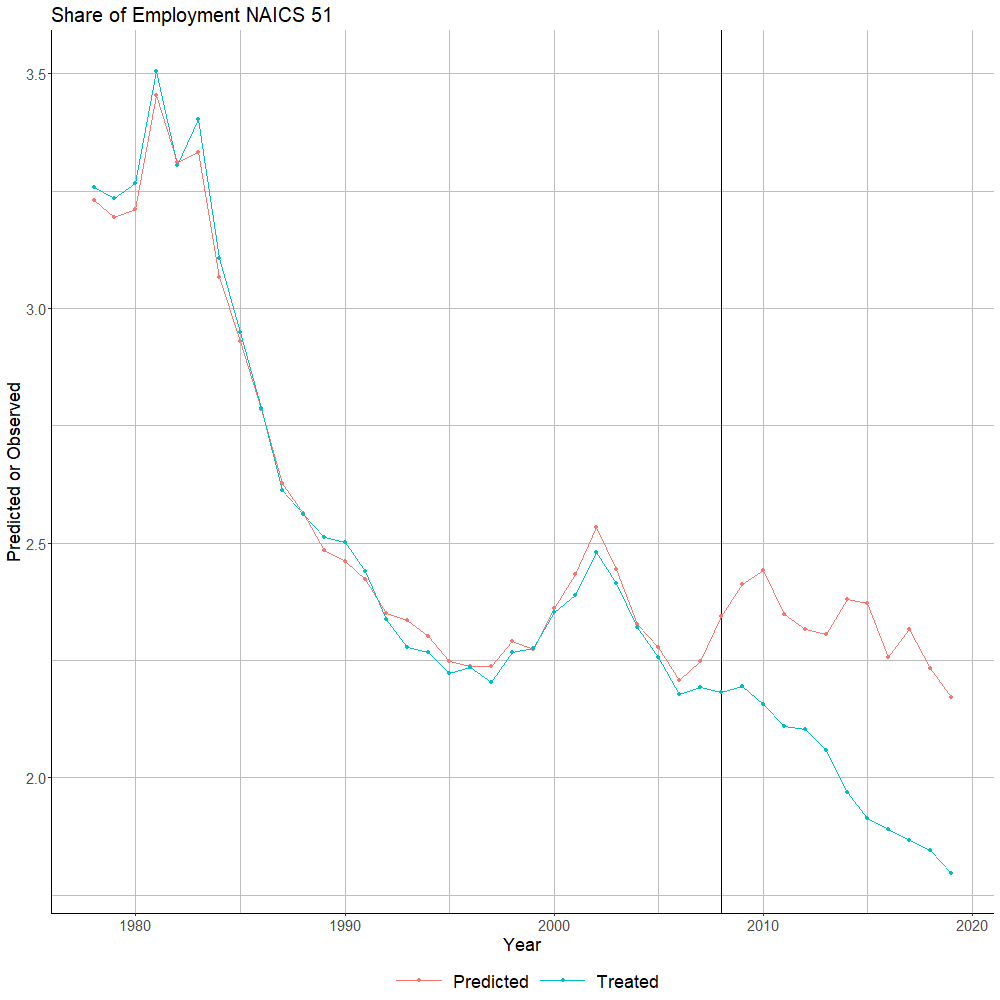 Share of Employment NAICS 51
Predicted or Observed
3.5
3.0
2.5
2.0
1980 1990 2000 2010 2020
Year
Predicted Treated